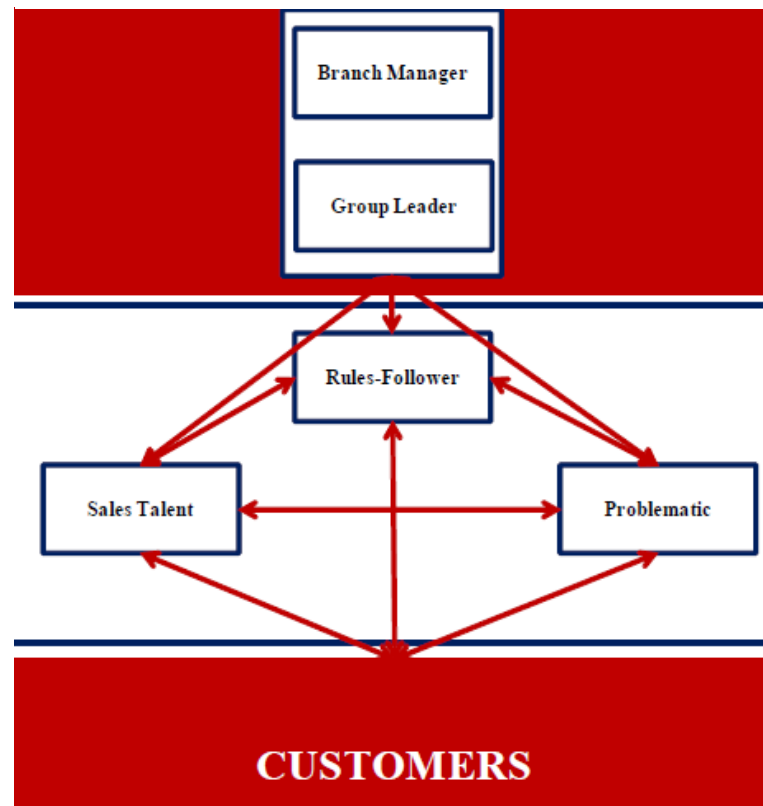 Branch Manager
Group Leader
Rules-Follower
Sales Talent
Problematic
CUSTOMERS